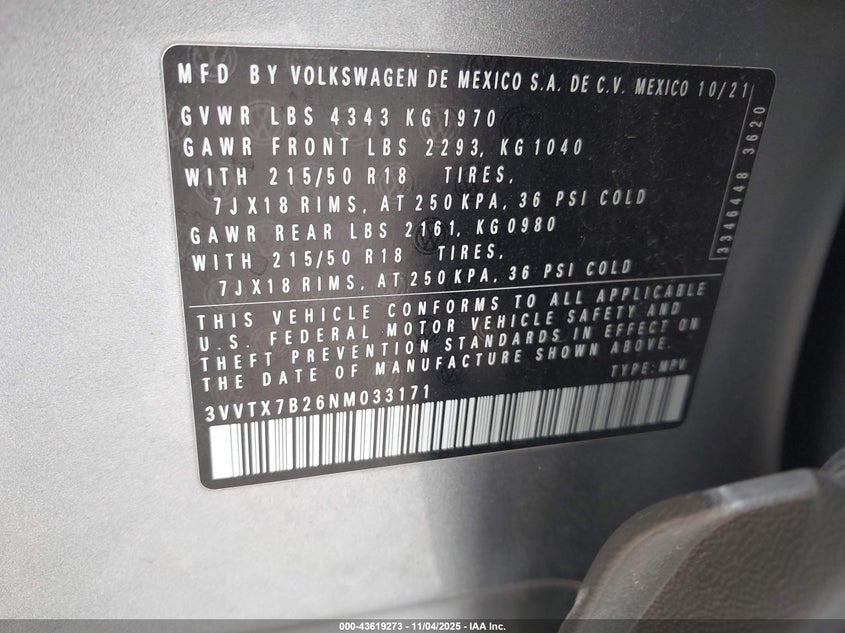 MFD BY VOLKSWAGEN DE MEXICO S.A. DE C.V. MEXICO 10/21
GVWR LBS 4343 KG 1970
GAWR FRONT LBS 2293, KG 1040
WITH 215/50 R18 TIRES,
7JX18 RIMS, AT 250 KPA, 36 PSI COLD
GAWR REAR LBS 2161, KG 0980
WITH 215/50 R18 TIRES,
7JX18 RIMS, AT 250 KPA, 36 PSI COLD
3346448 3620
THIS VEHICLE CONFORMS TO ALL APPLICABLE
U.S. FEDERAL MOTOR VEHICLE SAFETY AND
THEFT PREVENTION STANDARDS IN EFFECT ON
THE DATE OF MANUFACTURE SHOWN ABOVE.
TYPE: MPV
3VVTX7B26NM033171
000-43619273 - 11/04/2025 - IAA Inc.